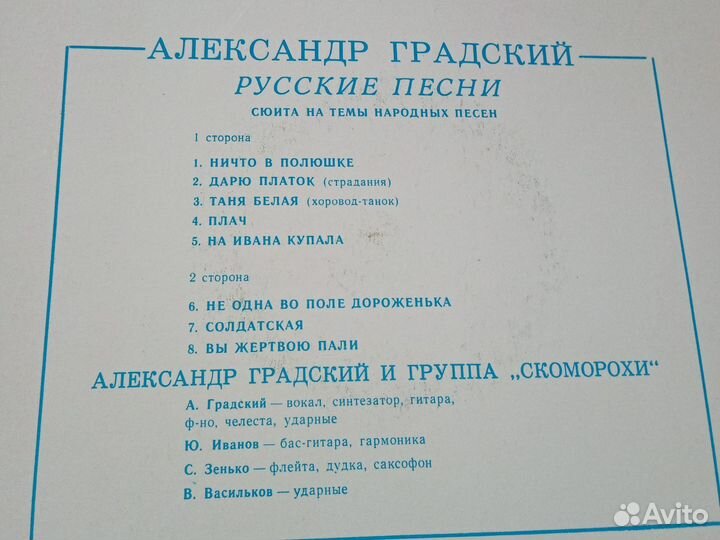 АЛЕКСАНДР ГРАДСКИЙ
РУССКИЕ ПЕСНИ
СЮИТА НА ТЕМЫ НАРОДНЫХ ПЕСЕН
1 сторона
1. НИЧТО В ПОЛЮШКЕ
2. ДАРЮ ПЛАТОК (страдания)
3. ТАНЯ БЕЛАЯ (хоровод-танок)
4. ПЛАЧ
5. НА ИВАНА КУПАЛА
2 сторона
6. НЕ ОДНА ВО ПОЛЕ ДОРОЖЕНЬКА
7. СОЛДАТСКАЯ
8. ВЫ ЖЕРТВОЮ ПАЛИ
АЛЕКСАНДР ГРАДСКИЙ И ГРУППА „СКОМОРОХИ“
А. Градский — вокал, синтезатор, гитара,
ф-но, челеста, ударные
Ю. Иванов — бас-гитара, гармоника
С. Зенько — флейта, дудка, саксофон
В. Васильков — ударные
Avito